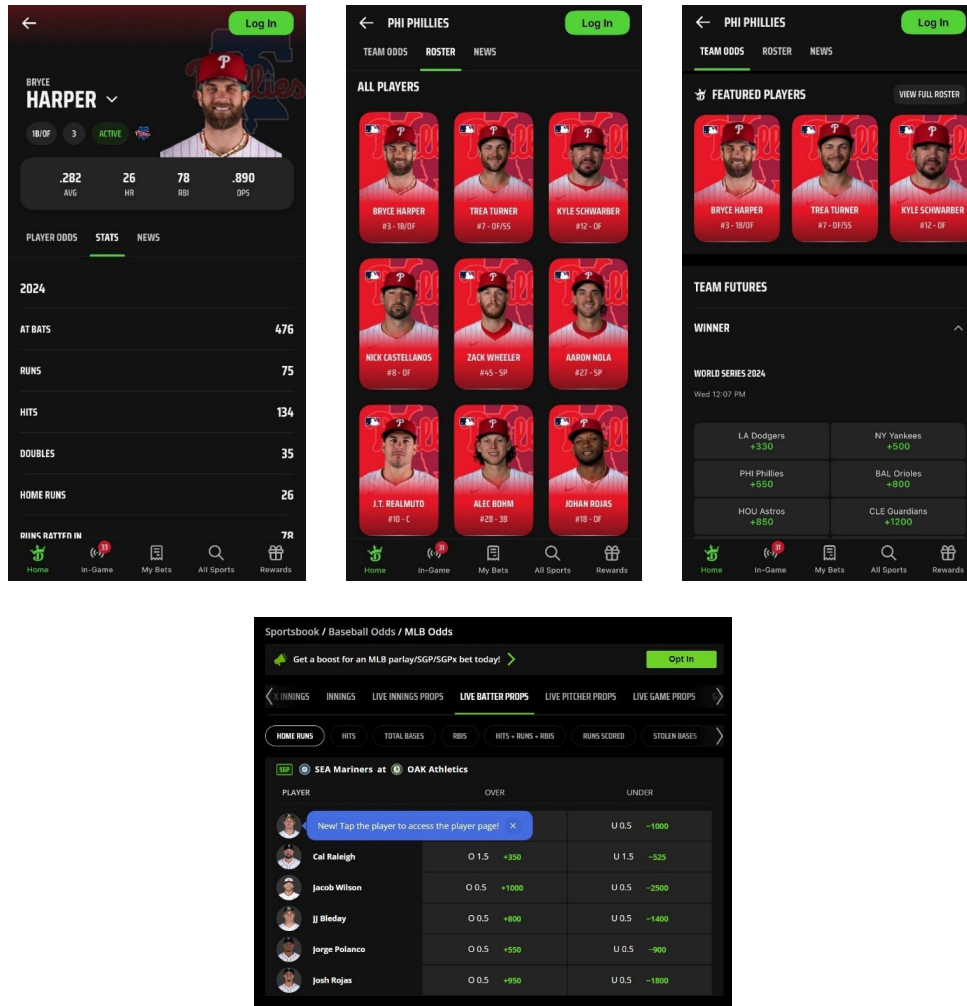 Log In
BRYCE
HARPER
1B/OF 3 ACTIVE
.282 26 78 .890
AVG HR RBI OPS
PLAYER ODDS STATS NEWS
2024
AT BATS 476
RUNS 75
HITS 134
DOUBLES 35
HOME RUNS 26
RUNS BATTED IN 78
33
Home In-Game My Bets All Sports Rewards
PHI PHILLIES Log In
TEAM ODDS ROSTER NEWS
ALL PLAYERS
BRYCE HARPER TREA TURNER KYLE SCHWARBER
#3 - 1B/OF #7 - OF/SS #12 - OF
NICK CASTELLANOS ZACK WHEELER AARON NOLA
#8 - OF #45 - SP #27 - SP
J.T. REALMUTO ALEC BOHM JOHAN ROJAS
#10 - C #28 - 3B #18 - OF
31
Home In-Game My Bets All Sports Rewards
PHI PHILLIES Log In
TEAM ODDS ROSTER NEWS
FEATURED PLAYERS VIEW FULL ROSTER
BRYCE HARPER TREA TURNER KYLE SCHWARBER
#3 - 1B/OF #7 - OF/SS #12 - OF
TEAM FUTURES
WINNER
WORLD SERIES 2024
Wed 12:07 PM
LA Dodgers NY Yankees
+330 +500
PHI Phillies BAL Orioles
+550 +800
HOU Astros CLE Guardians
+850 +1200
31
Home In-Game My Bets All Sports Rewards
Sportsbook / Baseball Odds / MLB Odds
Get a boost for an MLB parlay/SGP/SGPx bet today! Opt In
X INNINGS INNINGS LIVE INNINGS PROPS LIVE BATTER PROPS LIVE PITCHER PROPS LIVE GAME PROPS
HOME RUNS HITS TOTAL BASES RBIS HITS + RUNS + RBIS RUNS SCORED STOLEN BASES
SGP SEA Mariners at OAK Athletics
PLAYER OVER UNDER
New! Tap the player to access the player page! U 0.5 −1000
Cal Raleigh O 1.5 +350 U 1.5 −525
Jacob Wilson O 0.5 +1000 U 0.5 −2500
JJ Bleday O 0.5 +800 U 0.5 −1400
Jorge Polanco O 0.5 +550 U 0.5 −900
Josh Rojas O 0.5 +950 U 0.5 −1800